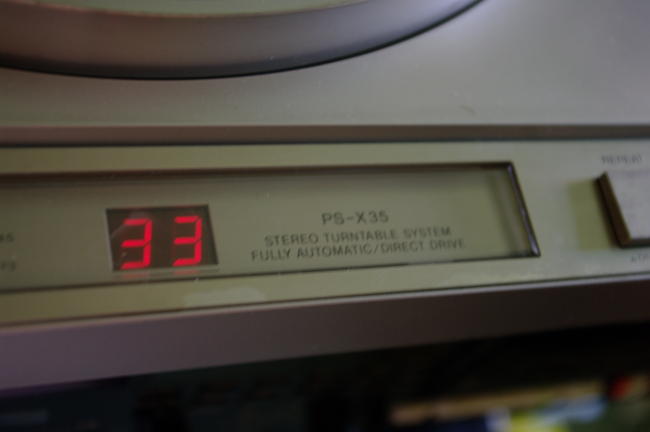 REPEAT
33
PS-X35
STEREO TURNTABLE SYSTEM
FULLY AUTOMATIC/DIRECT DRIVE